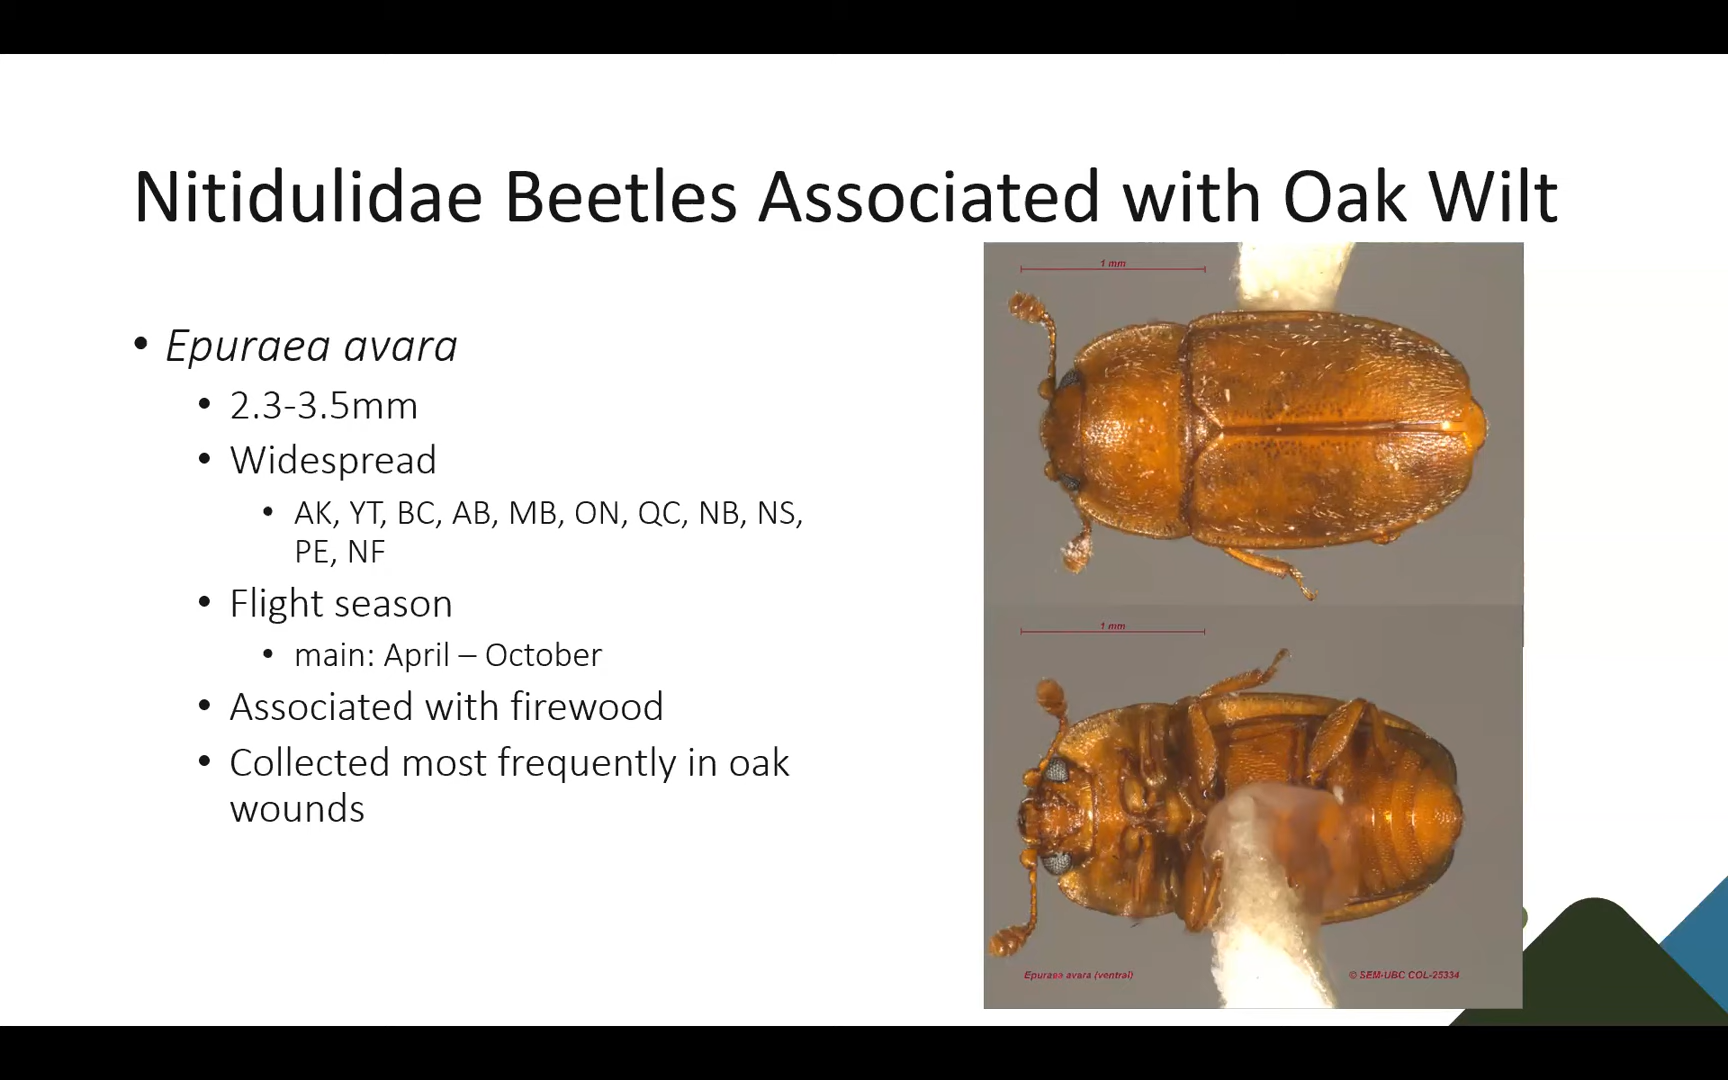 Nitidulidae Beetles Associated with Oak Wilt
• Epuraea avara
• 2.3-3.5mm
• Widespread
• AK, YT, BC, AB, MB, ON, QC, NB, NS,
PE, NF
• Flight season
• main: April – October
• Associated with firewood
• Collected most frequently in oak
wounds
1 mm
1 mm
Epuraea avara (ventral)
© SEM-UBC COL-25334